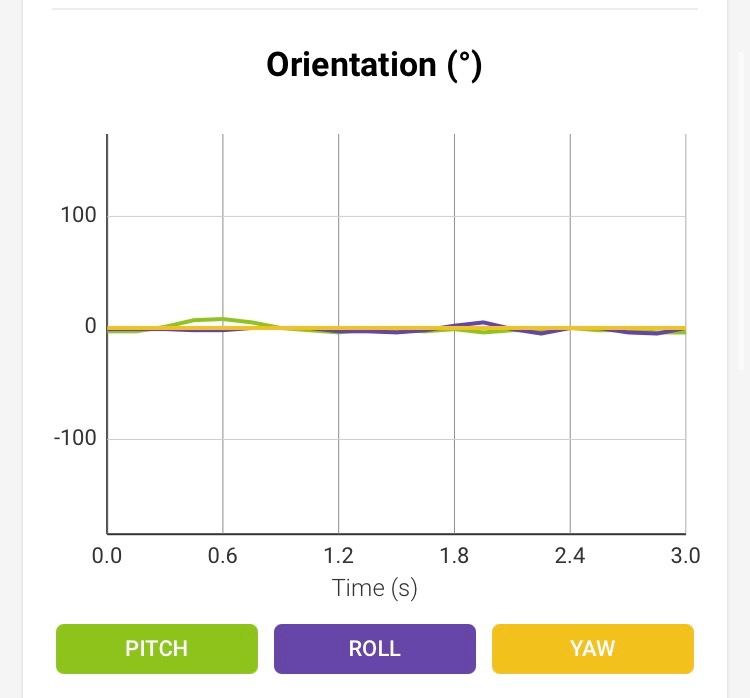 Orientation (°)
100
0
-100
0.0 0.6 1.2 1.8 2.4 3.0
Time (s)
PITCH ROLL YAW